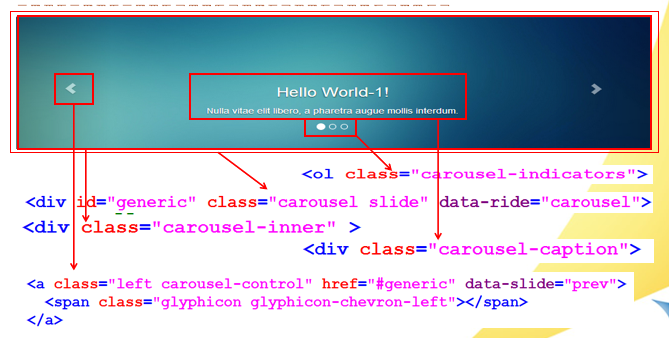 Hello World-1!
Nulla vitae elit libero, a pharetra augue mollis interdum.
<ol class="carousel-indicators">
<div id="generic" class="carousel slide" data-ride="carousel">
<div class="carousel-inner" >
<div class="carousel-caption">
<a class="left carousel-control" href="#generic" data-slide="prev">
<span class="glyphicon glyphicon-chevron-left"></span>
</a>